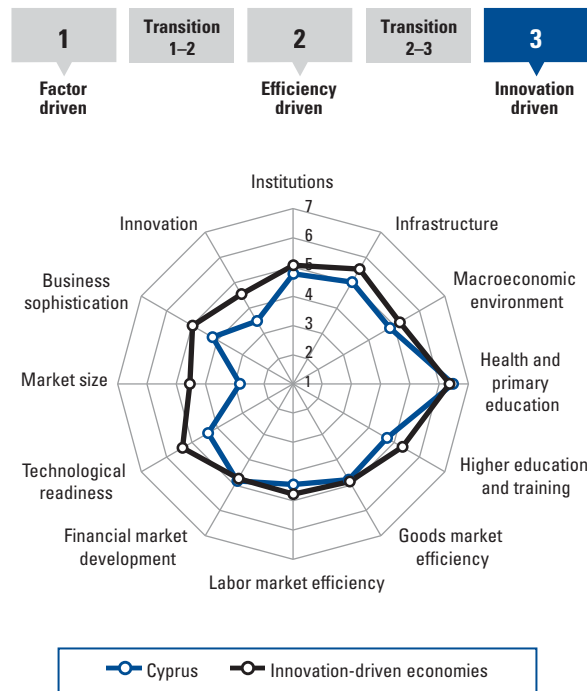 1
Transition
1–2
2
Transition
2–3
3
Factor
driven
Efficiency
driven
Innovation
driven
Institutions
Infrastructure
Macroeconomic
environment
Health and
primary
education
Higher education
and training
Goods market
efficiency
Labor market efficiency
Financial market
development
Technological
readiness
Market size
Business
sophistication
Innovation
7
6
5
4
3
2
1
Cyprus
Innovation-driven economies